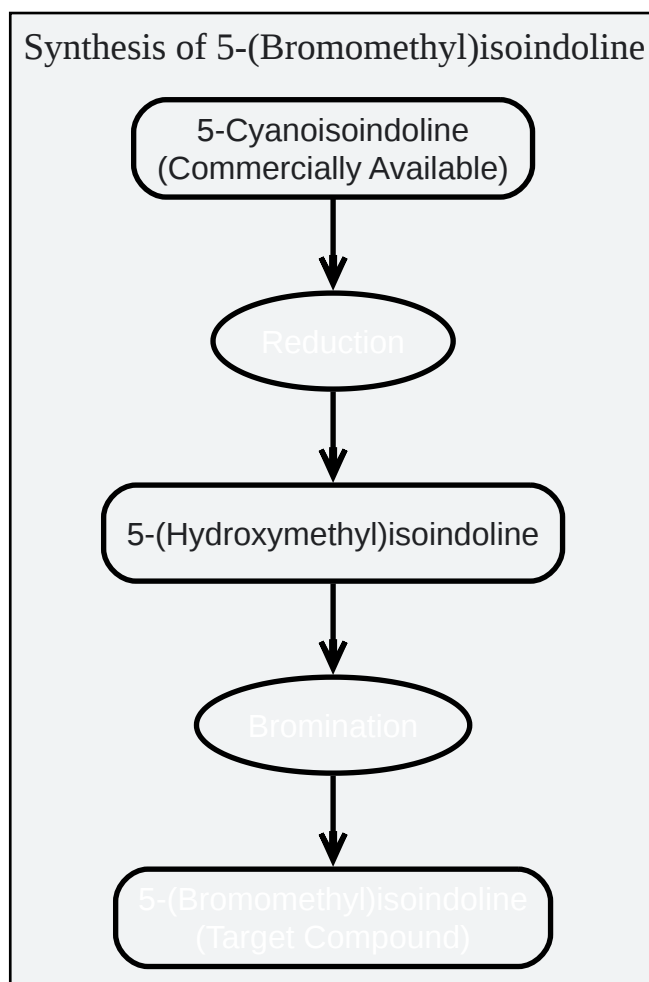 Synthesis of 5-(Bromomethyl)isoindoline
5-Cyanoisoindoline
(Commercially Available)
Reduction
5-(Hydroxymethyl)isoindoline
Bromination
5-(Bromomethyl)isoindoline
(Target Compound)